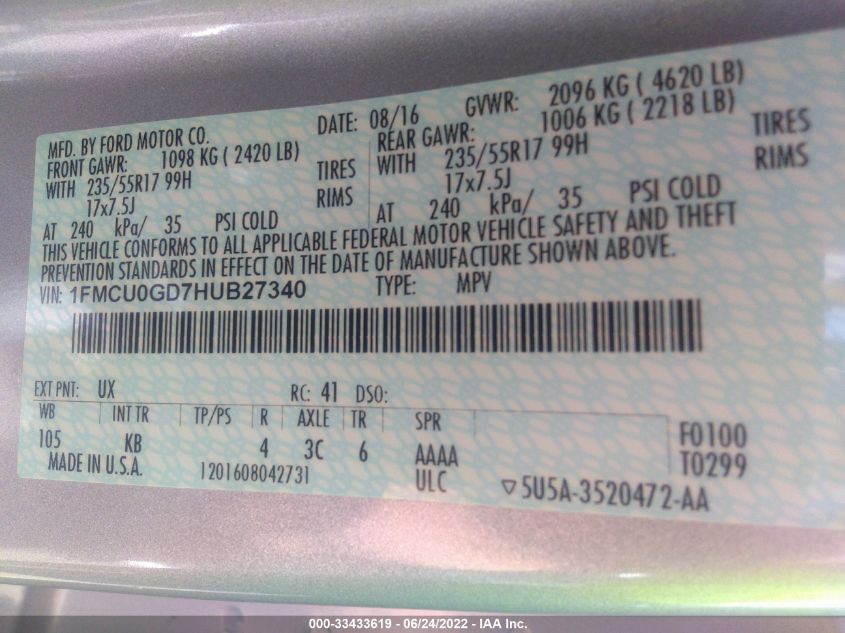 MFD. BY FORD MOTOR CO.
DATE: 08/16 GVWR: 2096 KG ( 4620 LB)
FRONT GAWR: 1098 KG ( 2420 LB)
WITH 235/55R17 99H TIRES
17x7.5J RIMS
AT 240 kPa/ 35 PSI COLD
REAR GAWR: 1006 KG ( 2218 LB)
WITH 235/55R17 99H TIRES
17x7.5J RIMS
AT 240 kPa/ 35 PSI COLD
THIS VEHICLE CONFORMS TO ALL APPLICABLE FEDERAL MOTOR VEHICLE SAFETY AND THEFT
PREVENTION STANDARDS IN EFFECT ON THE DATE OF MANUFACTURE SHOWN ABOVE.
VIN: 1FMCU0GD7HUB27340 TYPE: MPV
EXT PNT: UX RC: 41 DSO:
WB INT TR TP/PS R AXLE TR SPR
105 KB 4 3C 6 AAAA F0100
MADE IN U.S.A. 1201608042731 ULC T0299
▽5U5A-3520472-AA
000-33433619 / 06/24/2022 - IAA Inc.